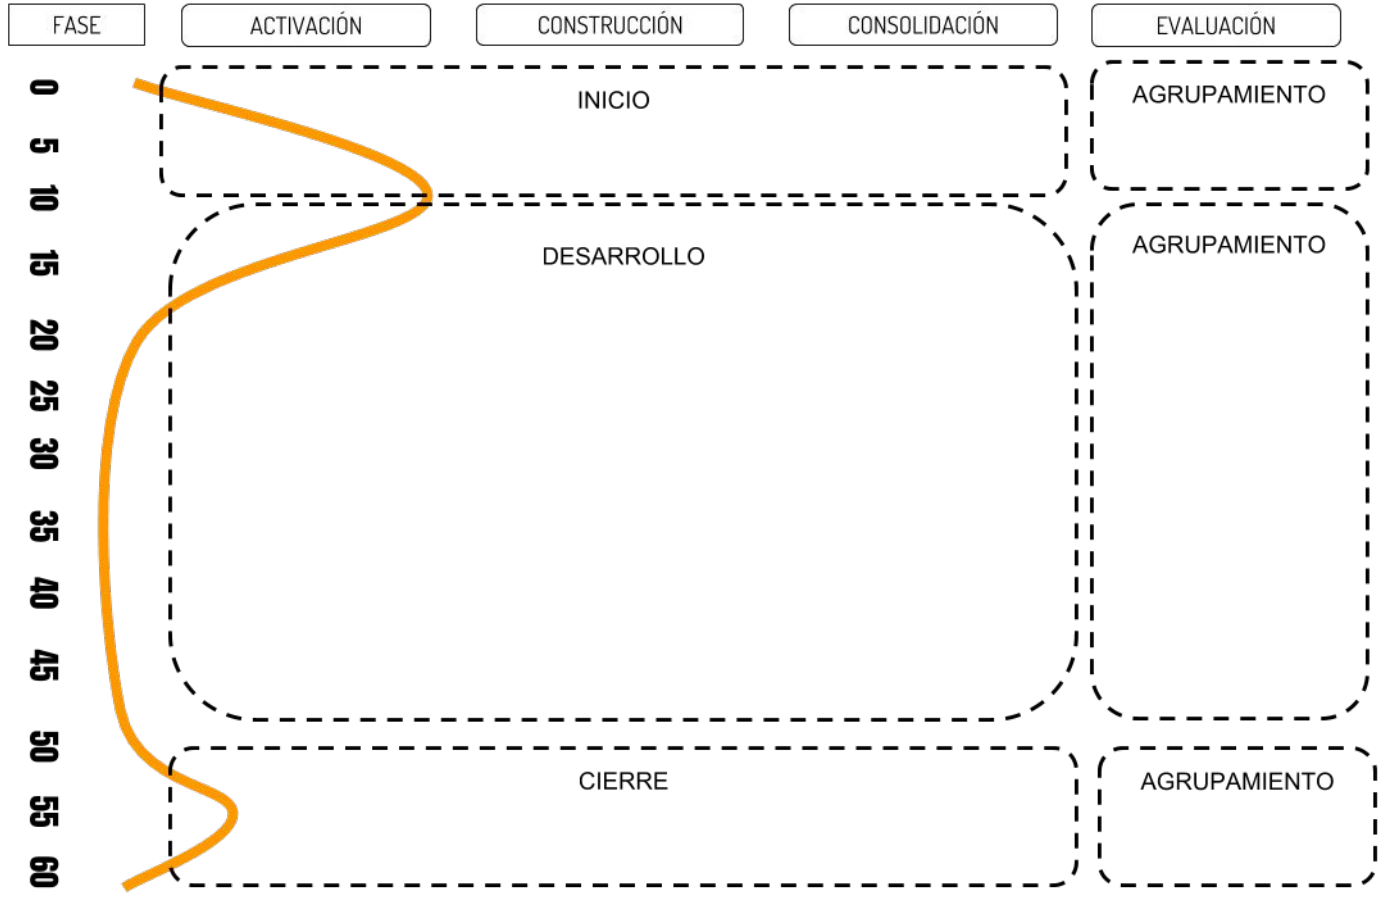 FASE
ACTIVACIÓN
CONSTRUCCIÓN
CONSOLIDACIÓN
EVALUACIÓN
0
5
10
15
20
25
30
35
40
45
50
55
60
INICIO
AGRUPAMIENTO
DESARROLLO
AGRUPAMIENTO
CIERRE
AGRUPAMIENTO